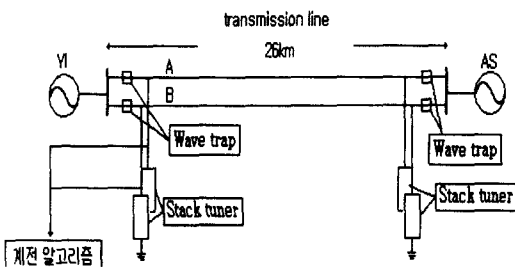 transmission line
26km
YI
A
AS
B
Wave trap
Wave trap
Stack tuner
Stack tuner
계전 알고리즘